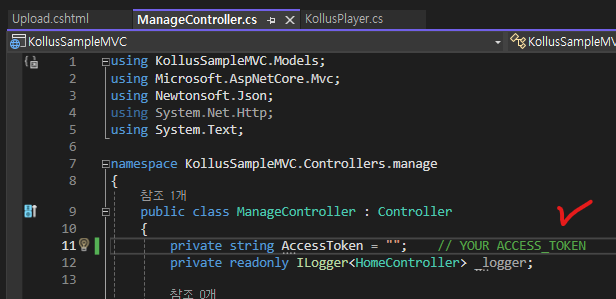 Upload.cshtml
ManageController.cs
KollusPlayer.cs
KollusSampleMVC
KollusSampleMV
1 using KollusSampleMVC.Models;
2 using Microsoft.AspNetCore.Mvc;
3 using Newtonsoft.Json;
4 using System.Net.Http;
5 using System.Text;
6
7 namespace KollusSampleMVC.Controllers.manage
8 {
참조 1개
9 public class ManageController : Controller
10 {
11 private string AccessToken = ""; // YOUR ACCESS_TOKEN
12 private readonly ILogger<HomeController> _logger;
13
참조 0개